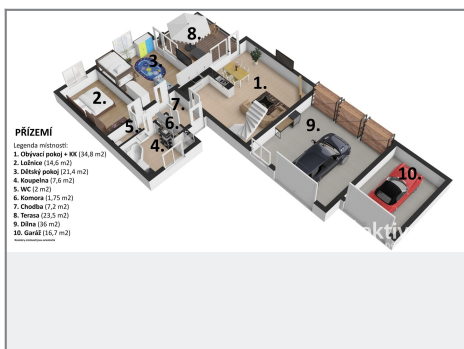 8.
3.
1.
2.
7.
6.
5.
4.
9.
10.
PŘÍZEMÍ
Legenda místností:
1. Obývací pokoj + KK (34,8 m2)
2. Ložnice (14,6 m2)
3. Dětský pokoj (21,4 m2)
4. Koupelna (7,6 m2)
5. WC (2 m2)
6. Komora (1,75 m2)
7. Chodba (7,2 m2)
8. Terasa (23,5 m2)
9. Dílna (36 m2)
10. Garáž (16,7 m2)